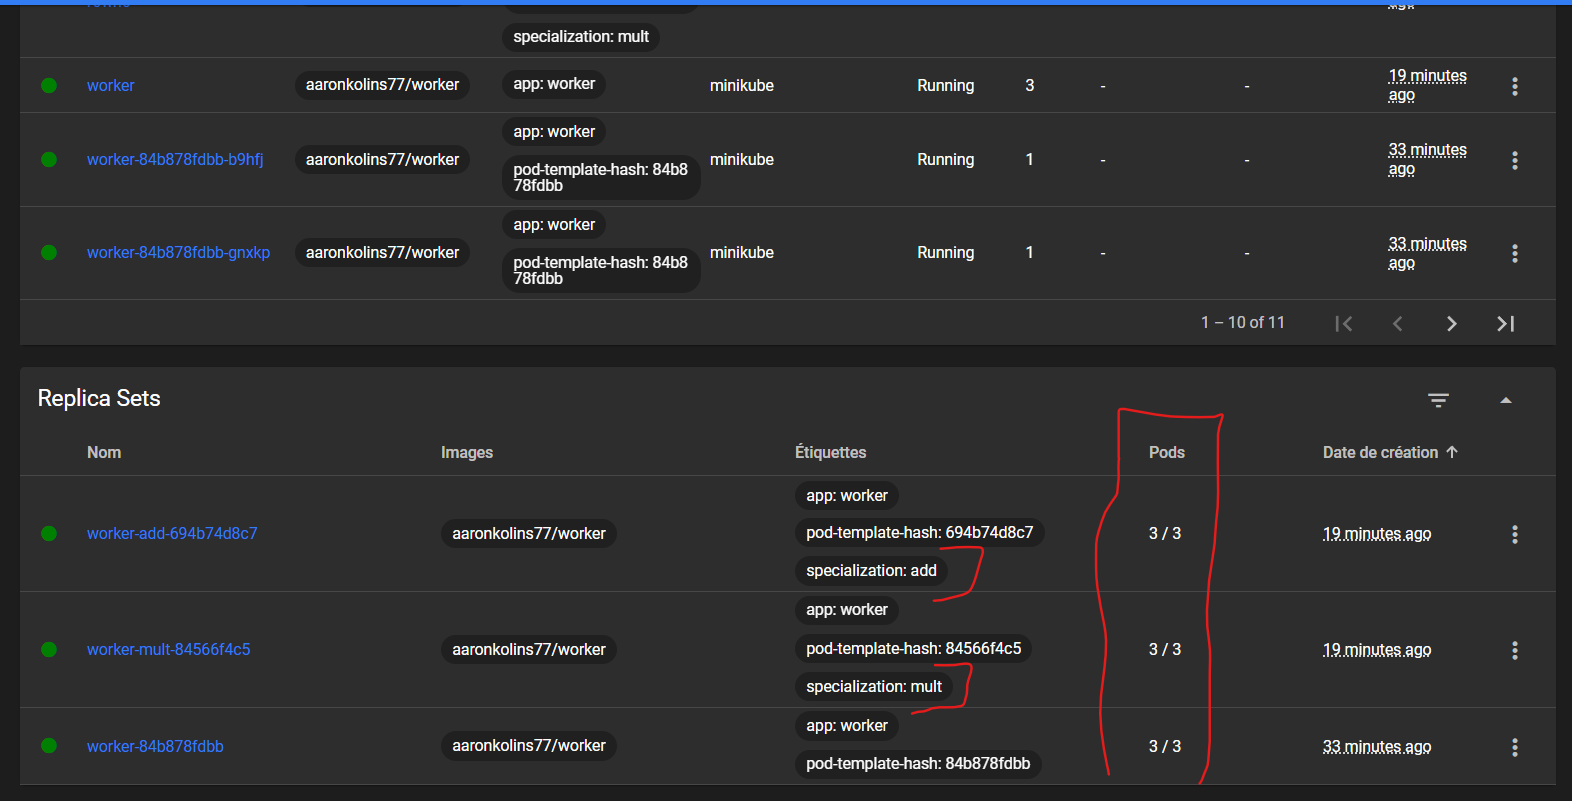 specialization: mult
worker aaronkolins77/worker app: worker minikube Running 3 - - 19 minutes ago
worker-84b878fdbb-b9hfj aaronkolins77/worker app: worker minikube Running 1 - - 33 minutes ago
pod-template-hash: 84b878fdbb
worker-84b878fdbb-gnxkp aaronkolins77/worker app: worker minikube Running 1 - - 33 minutes ago
pod-template-hash: 84b878fdbb
1 – 10 of 11
Replica Sets
Nom Images Étiquettes Pods Date de création
app: worker
worker-add-694b74d8c7 aaronkolins77/worker pod-template-hash: 694b74d8c7 3 / 3 19 minutes ago
specialization: add
app: worker
worker-mult-84566f4c5 aaronkolins77/worker pod-template-hash: 84566f4c5 3 / 3 19 minutes ago
specialization: mult
app: worker
worker-84b878fdbb aaronkolins77/worker 3 / 3 33 minutes ago
pod-template-hash: 84b878fdbb